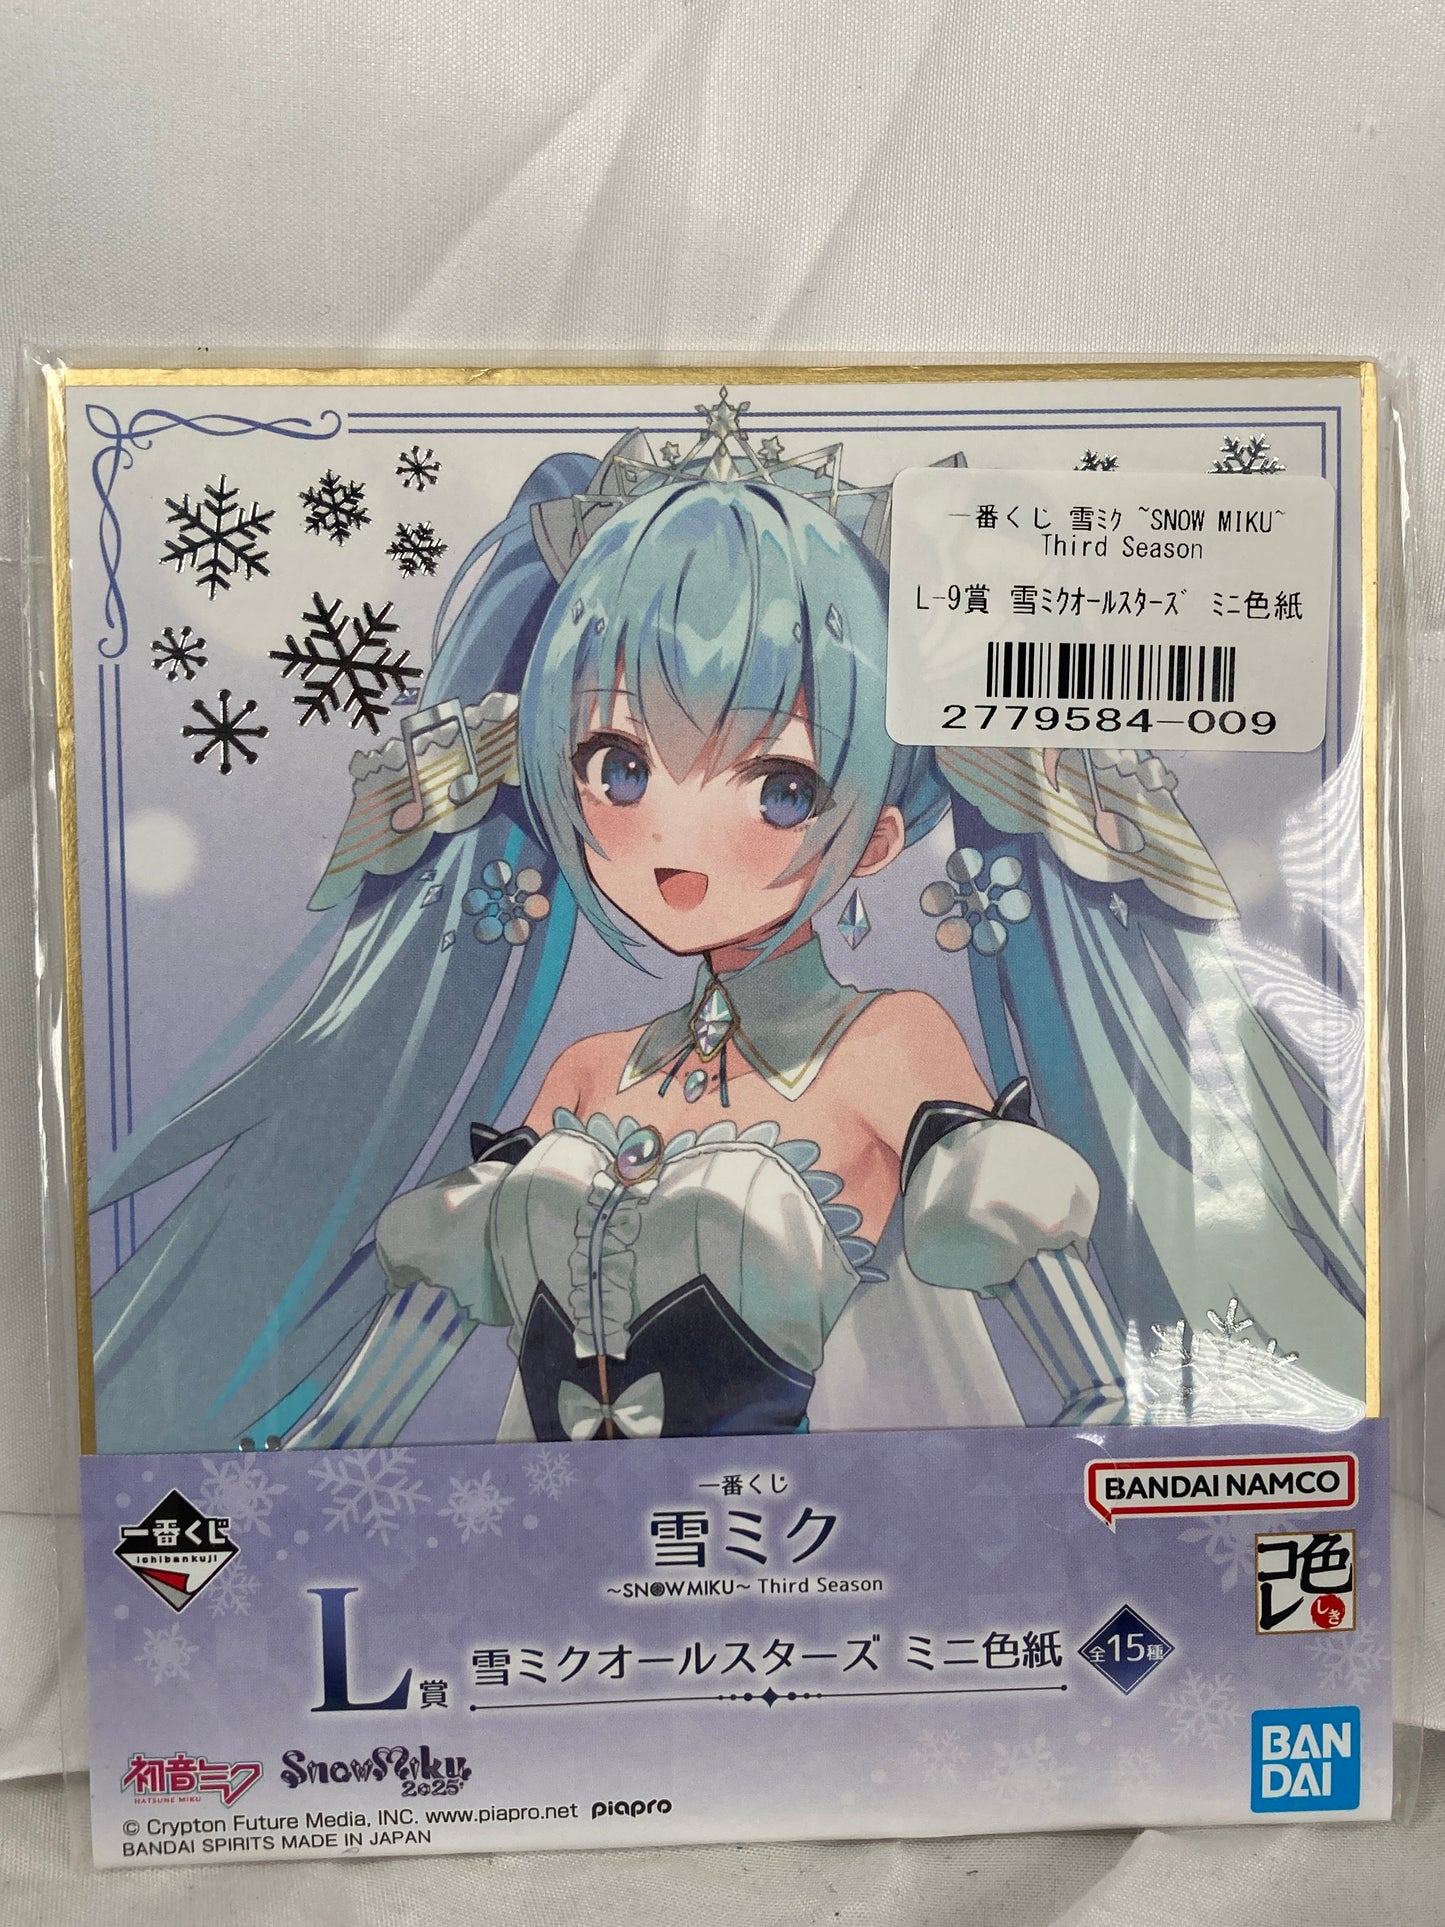 一番くじ 雪ミク ~SNOW MIKU~
Third Season
L-9賞 雪ミクオールスターズ ミニ色紙
2779584-009
一番くじ
ichibankuji
一番くじ
雪ミク
～SNOWMIKU～ Third Season
BANDAI NAMCO
色コレ
しき
L賞 雪ミクオールスターズ ミニ色紙 全15種
初音ミク
HATSUNE MIKU
SnowMiku
2025
BAN
DAI
© Crypton Future Media, INC. www.piapro.net piapro
BANDAI SPIRITS MADE IN JAPAN